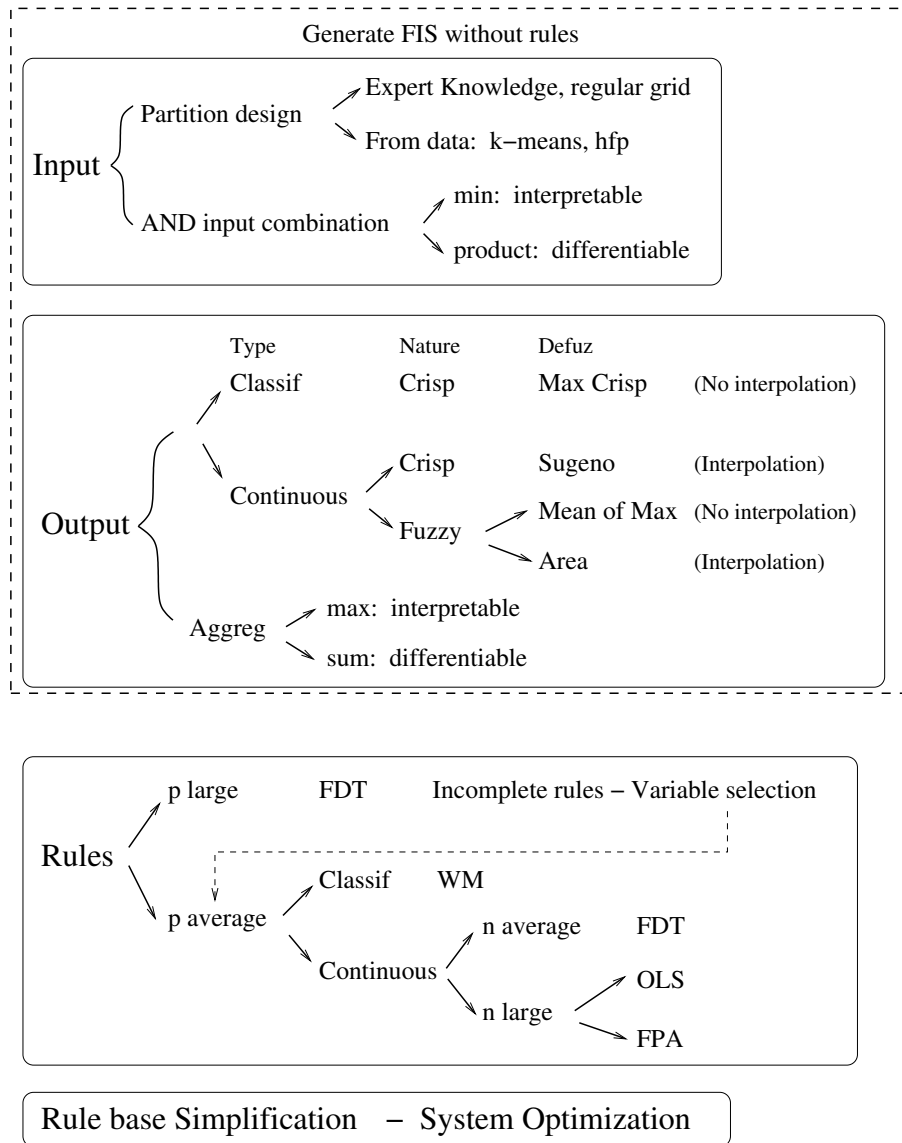 Generate FIS without rules
Expert Knowledge, regular grid
Partition design
From data: k−means, hfp
Input
min: interpretable
AND input combination
product: differentiable
Type Nature Defuz
Classif Crisp Max Crisp (No interpolation)
Crisp Sugeno (Interpolation)
Continuous
Mean of Max (No interpolation)
Output
Fuzzy
Area (Interpolation)
max: interpretable
Aggreg
sum: differentiable
p large FDT Incomplete rules − Variable selection
Rules
Classif WM
p average
n average FDT
Continuous
OLS
n large
FPA
Rule base Simplification − System Optimization